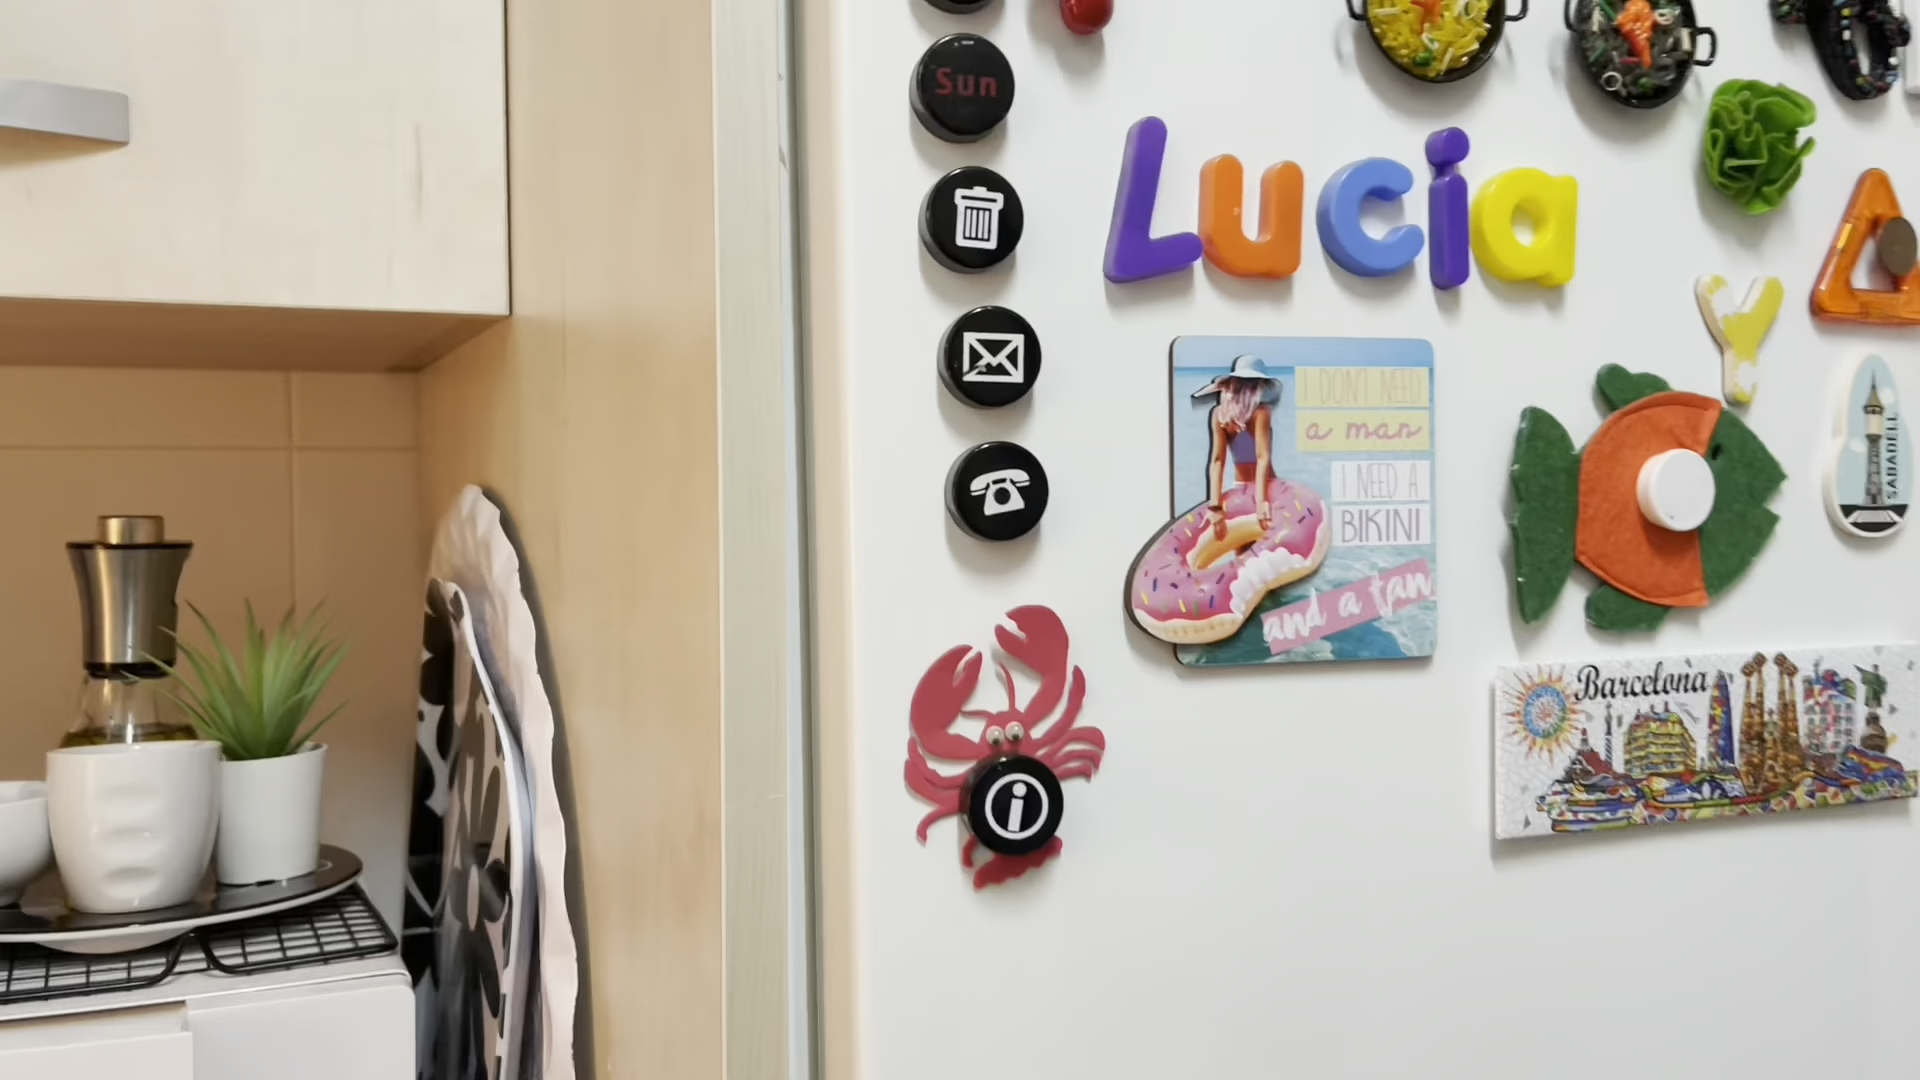 Sun
Lucia
Y
I DON'T NEED
a man
I NEED A
BIKINI
and a tan
SABADELL
Barcelona
i